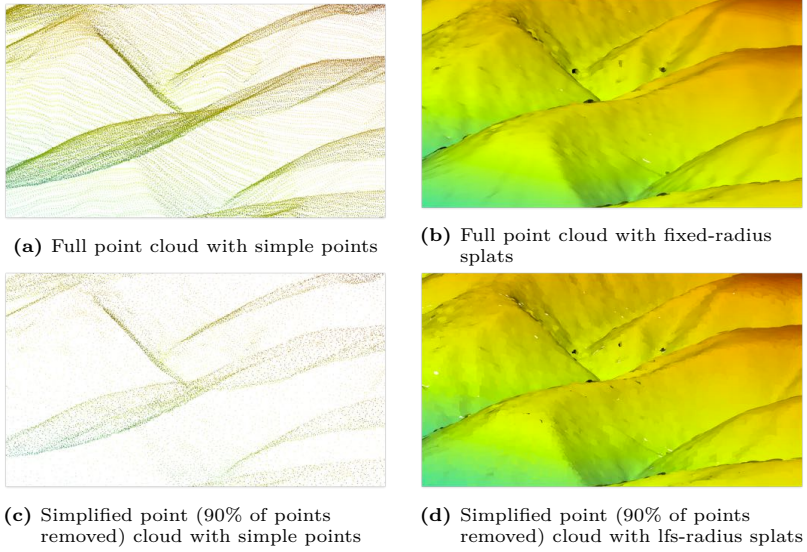 (a) Full point cloud with simple points
(b) Full point cloud with fixed-radius
splats
(c) Simplified point (90% of points
removed) cloud with simple points
(d) Simplified point (90% of points
removed) cloud with lfs-radius splats